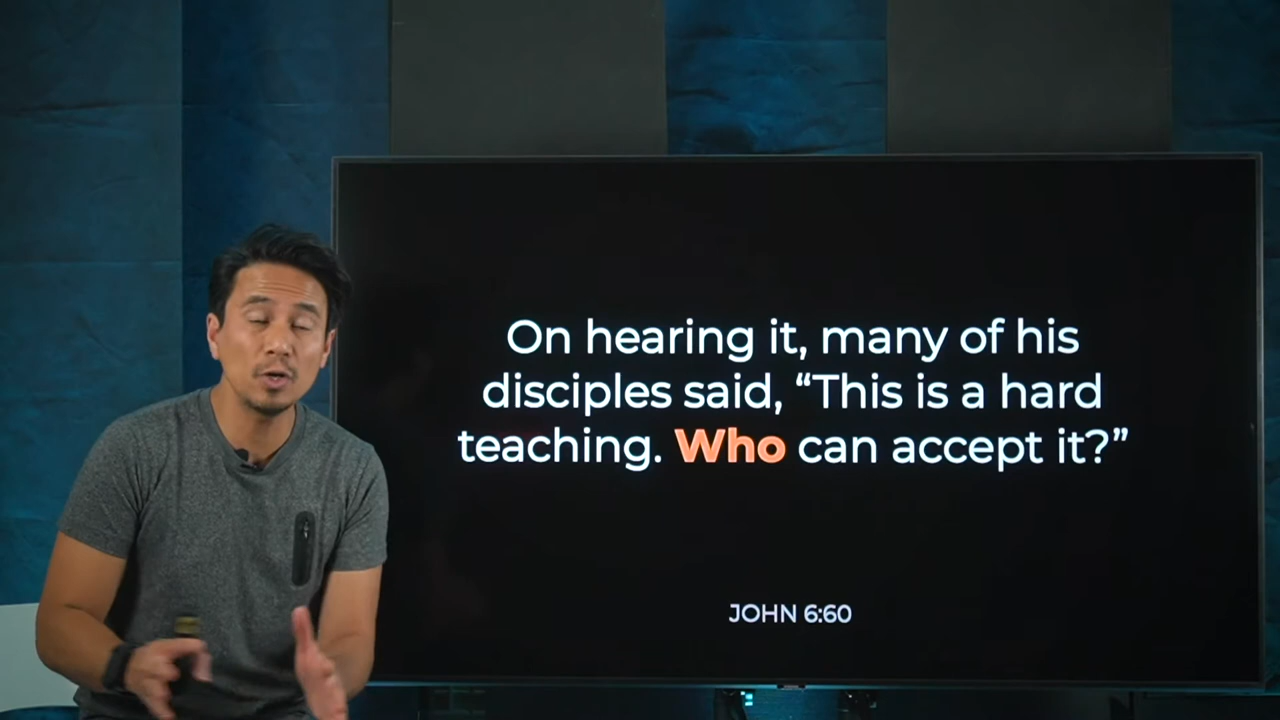 On hearing it, many of his
disciples said, “This is a hard
teaching. Who can accept it?”
JOHN 6:60